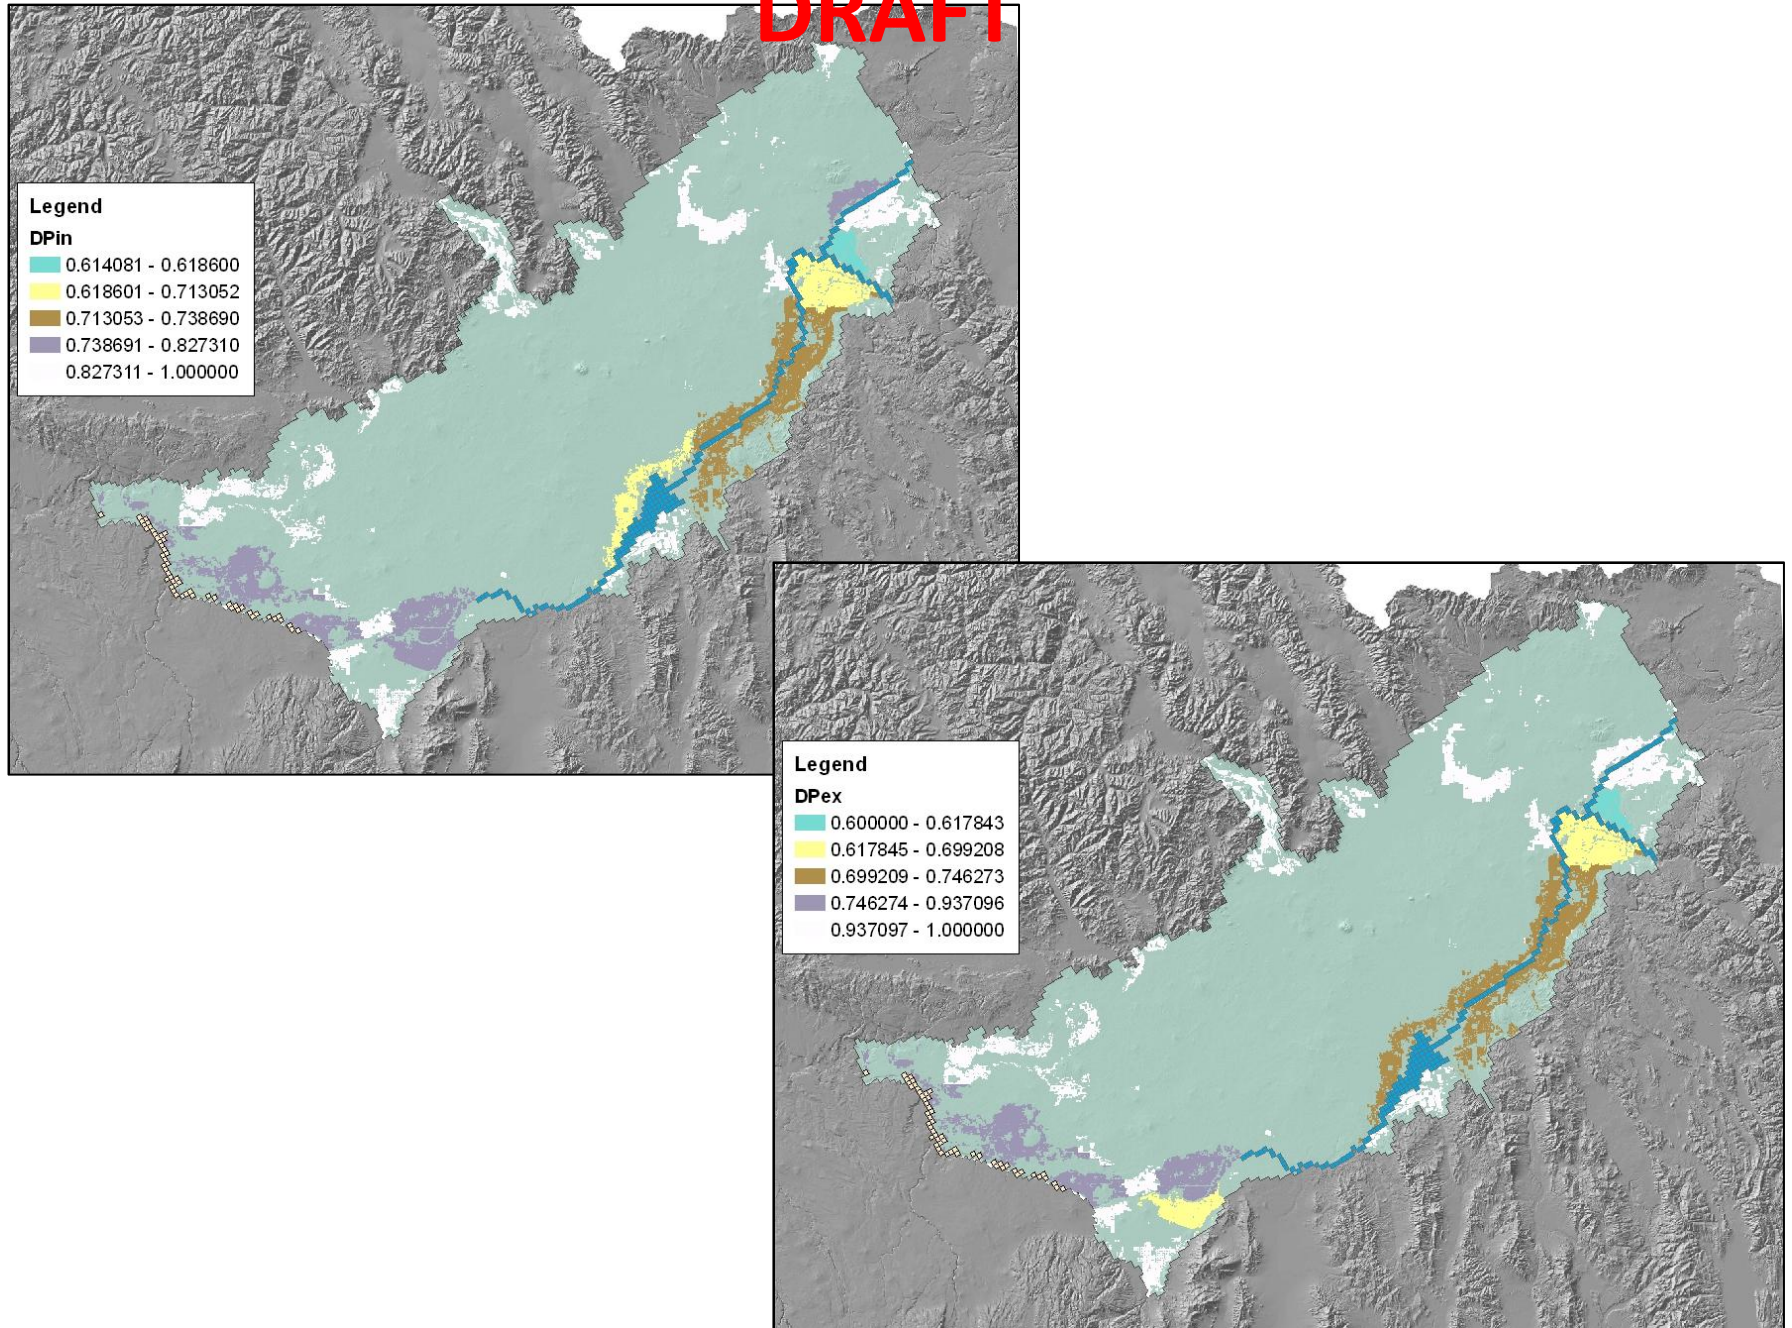 DRAFT
Legend
DPin
0.614081 - 0.618600
0.618601 - 0.713052
0.713053 - 0.738690
0.738691 - 0.827310
0.827311 - 1.000000
Legend
DPex
0.600000 - 0.617843
0.617845 - 0.699208
0.699209 - 0.746273
0.746274 - 0.937096
0.937097 - 1.000000